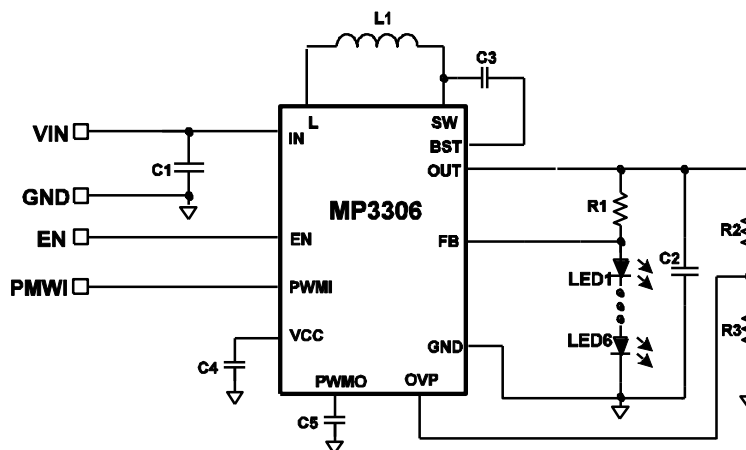 L1
C3
L
SW
VIN
IN
BST
C1
OUT
GND
MP3306
R1
R2
EN
EN
FB
C2
LED1
PMWI
PWMI
VCC
GND
LED6
R3
C4
PWMO
OVP
C5